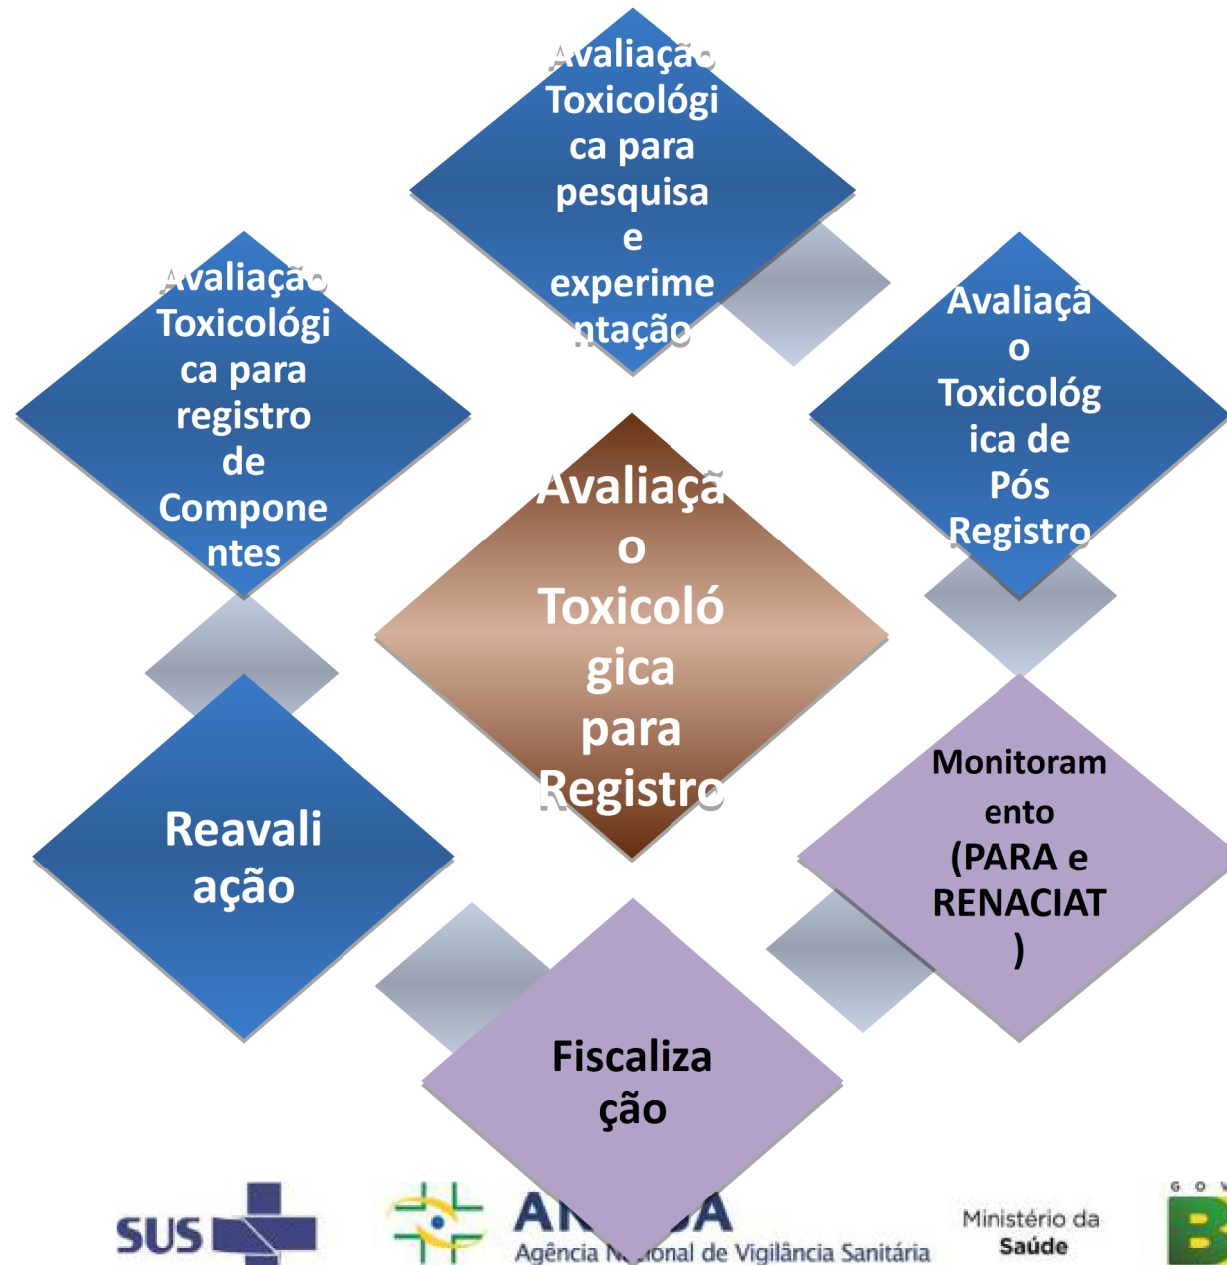 Avaliação
Toxicológi
ca para
pesquisa
e
experime
ntação
Avaliação
Toxicológi
ca para
registro
de
Compone
ntes
Avaliaçã
o
Toxicológ
ica de
Pós
Registro
Avaliaçã
o
Toxicoló
gica
para
Registro
Reavali
ação
Monitoram
ento
(PARA e
RENACIAT
)
Fiscaliza
ção
SUS
Agência Nacional de Vigilância Sanitária
Ministério da
Saúde